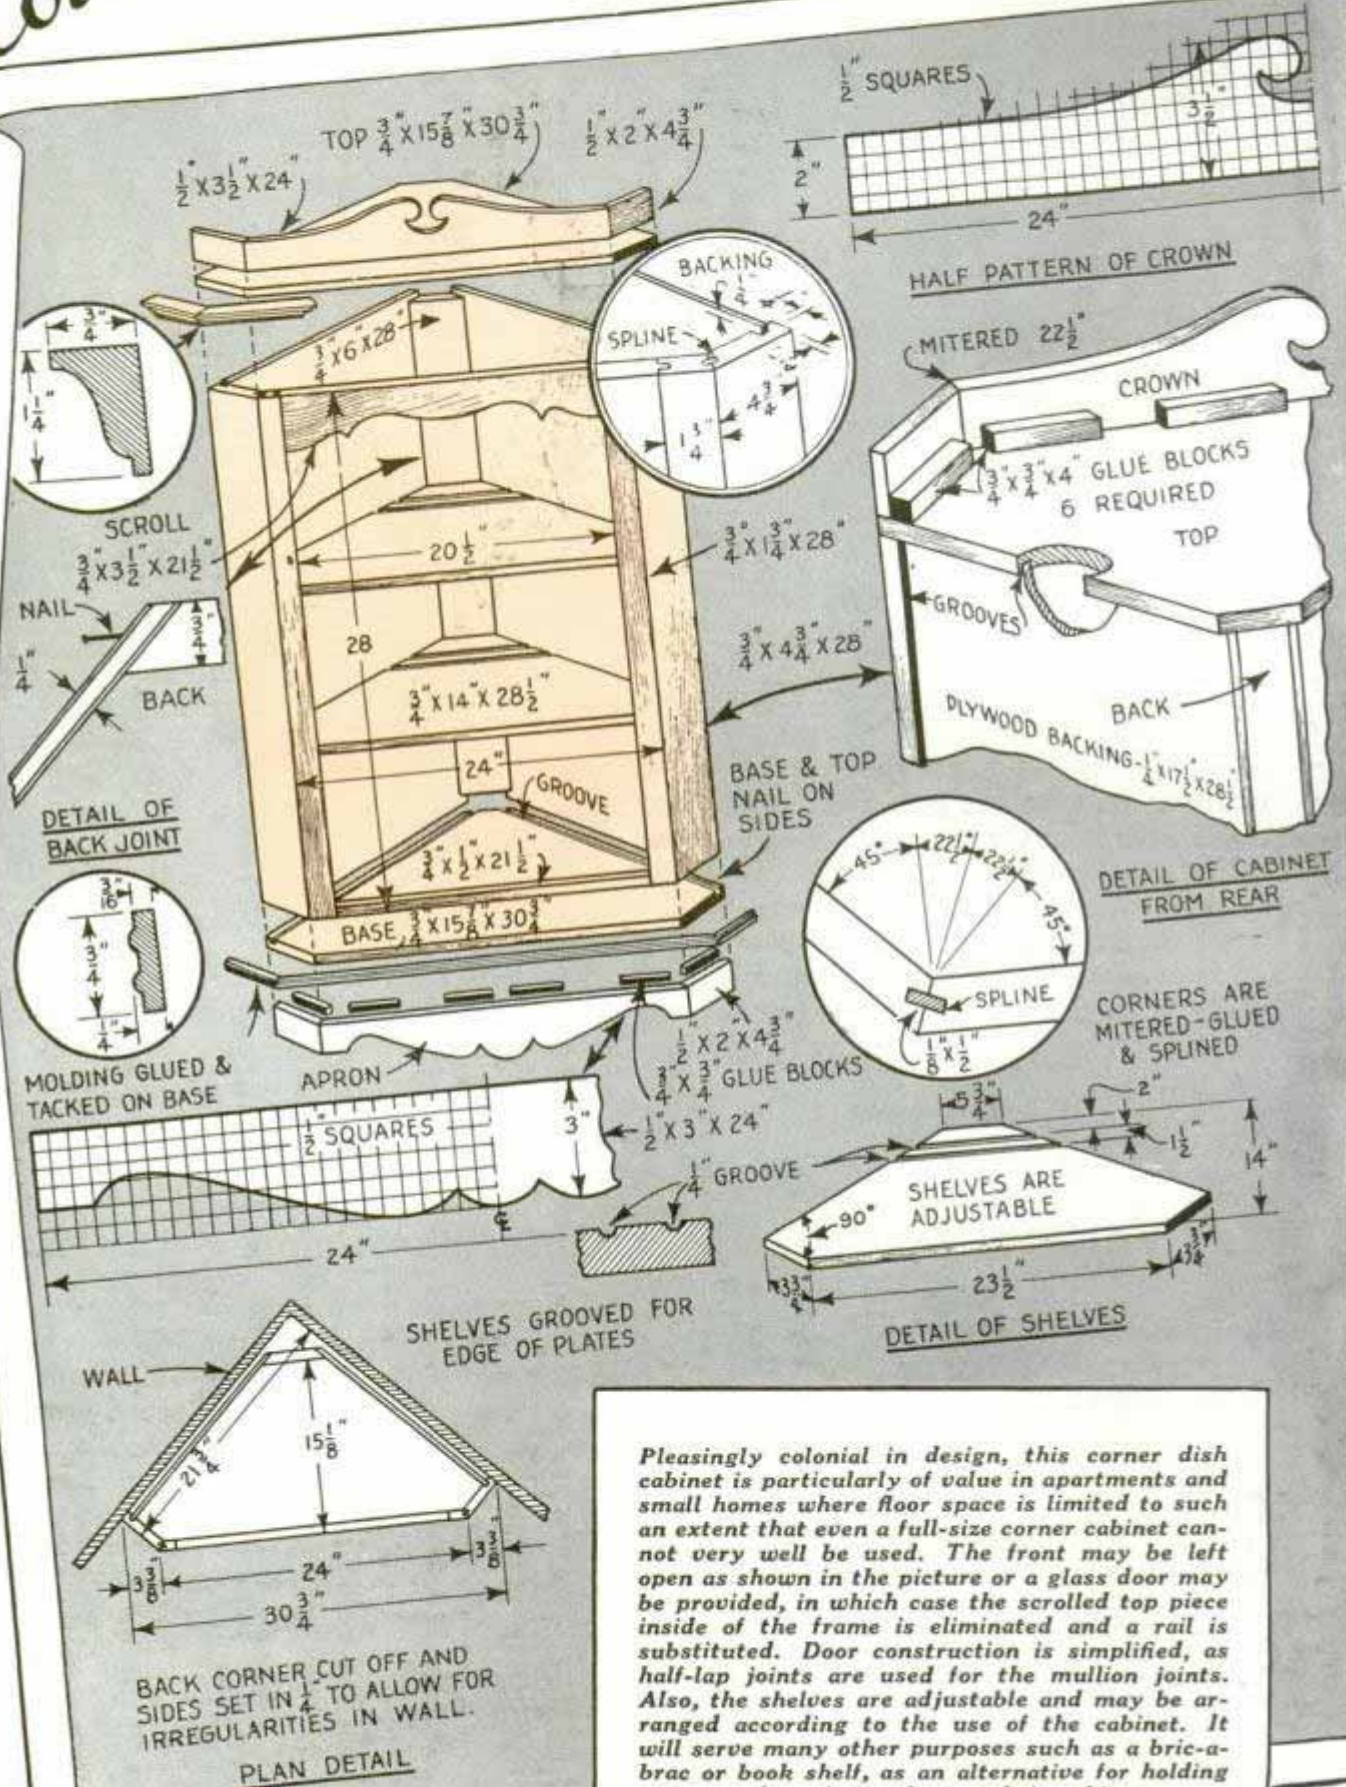 1/2" SQUARES
TOP 3/4" X 15 7/8" X 30 3/4"
1/2" X 2" X 4 3/4"
1/2" X 3 1/2" X 24"
3 1/2"
2"
24"
HALF PATTERN OF CROWN
BACKING
1/4"
SPLINE
4 3/4"
1 3/4"
3/4" X 6" X 28"
3/4"
1 1/4"
MITERED 22 1/2°
CROWN
3/4" X 3/4" X 4" GLUE BLOCKS
6 REQUIRED
TOP
SCROLL
3/4" X 3 1/2" X 21 1/2"
20 1/2"
3/4" X 1 3/4" X 28"
GROOVES
NAIL
3/4"
1/4"
BACK
28
3/4" X 4 3/4" X 28"
3/4" X 14" X 28 1/2"
BACK
PLYWOOD BACKING - 1/4" X 17 1/2" X 28 1/2"
24"
GROOVE
BASE & TOP
NAIL ON
SIDES
DETAIL OF
BACK JOINT
3/4" X 1/2" X 21 1/2"
BASE 3/4" X 15 7/8" X 30 3/4"
45° 22 1/2° 22 1/2° 45°
DETAIL OF CABINET
FROM REAR
3/16"
3/4"
1/4"
SPLINE
1/8" X 1/2"
CORNERS ARE
MITERED-GLUED
& SPLINED
MOLDING GLUED &
TACKED ON BASE
APRON
1/2" X 2" X 4 3/4"
3/4" X 3/4" GLUE BLOCKS
1/2" X 3" X 24"
1/2" SQUARES
3"
24"
5 3/4"
2"
1 1/2"
14"
1/4" GROOVE
SHELVES ARE
ADJUSTABLE
90°
3 3/4"
23 1/2"
3 3/4"
DETAIL OF SHELVES
SHELVES GROOVED FOR
EDGE OF PLATES
WALL
21 3/4"
15 1/8"
3 3/8"
24"
3 3/8"
30 3/4"
BACK CORNER CUT OFF AND
SIDES SET IN 1/4" TO ALLOW FOR
IRREGULARITIES IN WALL.
PLAN DETAIL
Pleasingly colonial in design, this corner dish
cabinet is particularly of value in apartments and
small homes where floor space is limited to such
an extent that even a full-size corner cabinet can-
not very well be used. The front may be left
open as shown in the picture or a glass door may
be provided, in which case the scrolled top piece
inside of the frame is eliminated and a rail is
substituted. Door construction is simplified, as
half-lap joints are used for the mullion joints.
Also, the shelves are adjustable and may be ar-
ranged according to the use of the cabinet. It
will serve many other purposes such as a bric-a-
brac or book shelf, as an alternative for holding